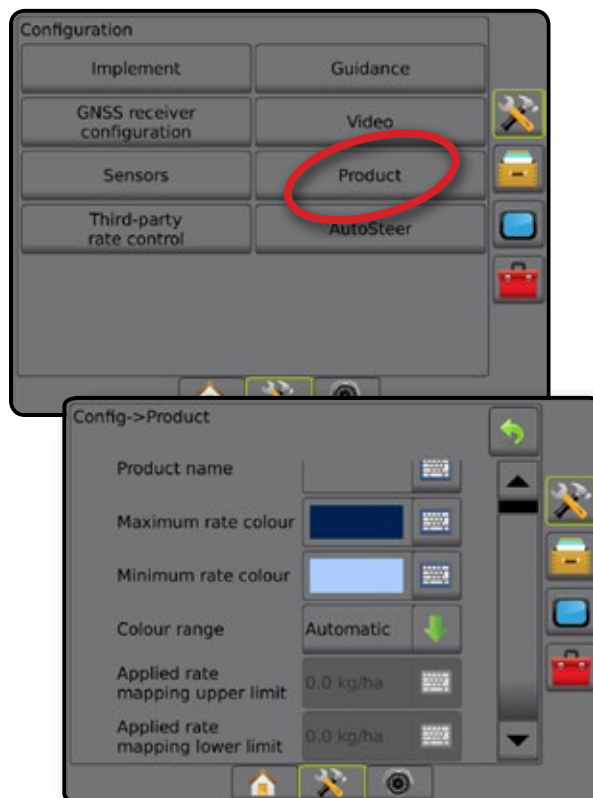 Configuration
Implement
Guidance
GNSS receiver
configuration
Video
Sensors
Product
Third-party
rate control
AutoSteer
Config->Product
Product name
Maximum rate colour
Minimum rate colour
Colour range
Automatic
Applied rate
mapping upper limit
0.0 kg/ha
Applied rate
mapping lower limit
0.0 kg/ha